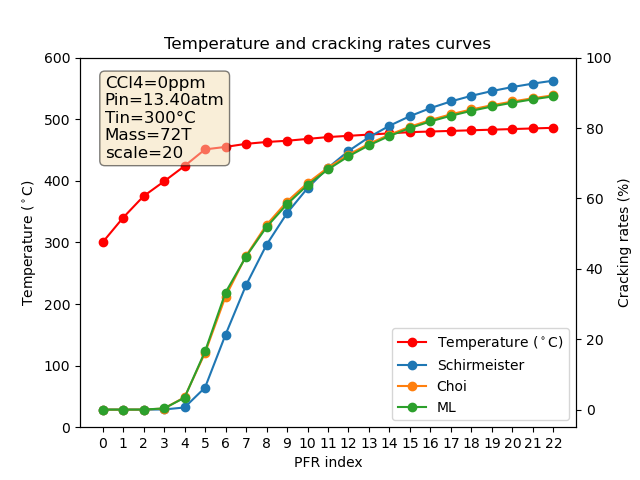 Temperature and cracking rates curves
CCl4=0ppm
Pin=13.40atm
Tin=300°C
Mass=72T
scale=20
Temperature (°C)
600
500
400
300
200
100
0
Cracking rates (%)
100
80
60
40
20
0
Temperature (°C)
Schirmeister
Choi
ML
0 1 2 3 4 5 6 7 8 9 10 11 12 13 14 15 16 17 18 19 20 21 22
PFR index